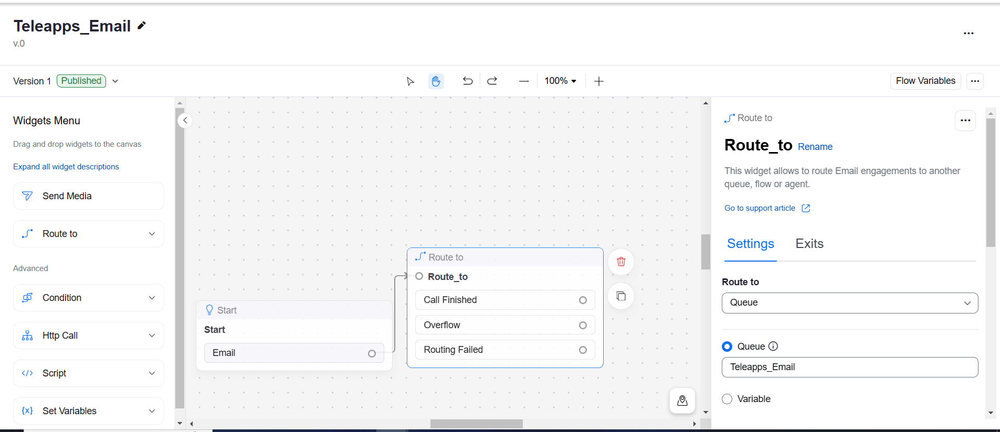 Teleapps_Email
v.0
Version 1 Published
100%
Flow Variables
Widgets Menu
Drag and drop widgets to the canvas
Expand all widget descriptions
Send Media
Route to
Advanced
Condition
Http Call
Script
Set Variables
Start
Start
Email
Route to
Route_to
Call Finished
Overflow
Routing Failed
Route to
Route_to Rename
This widget allows to route Email engagements to another
queue, flow or agent.
Go to support article
Settings Exits
Route to
Queue
Queue
Teleapps_Email
Variable